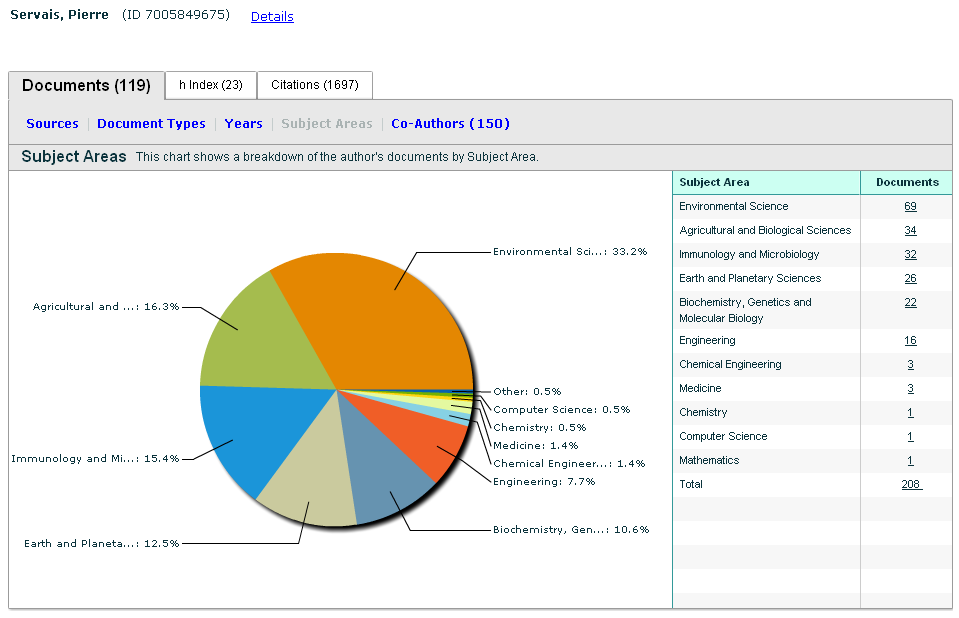 Servais, Pierre (ID 7005849675) Details
Documents (119) h Index (23) Citations (1697)
Sources Document Types Years Subject Areas Co-Authors (150)
Subject Areas This chart shows a breakdown of the author's documents by Subject Area.
Environmental Sci...: 33.2%
Agricultural and ...: 16.3%
Other: 0.5%
Computer Science: 0.5%
Chemistry: 0.5%
Medicine: 1.4%
Immunology and Mi...: 15.4%
Chemical Engineer...: 1.4%
Engineering: 7.7%
Biochemistry, Gen...: 10.6%
Earth and Planeta...: 12.5%
Subject Area Documents
Environmental Science 69
Agricultural and Biological Sciences 34
Immunology and Microbiology 32
Earth and Planetary Sciences 26
Biochemistry, Genetics and
Molecular Biology 22
Engineering 16
Chemical Engineering 3
Medicine 3
Chemistry 1
Computer Science 1
Mathematics 1
Total 208